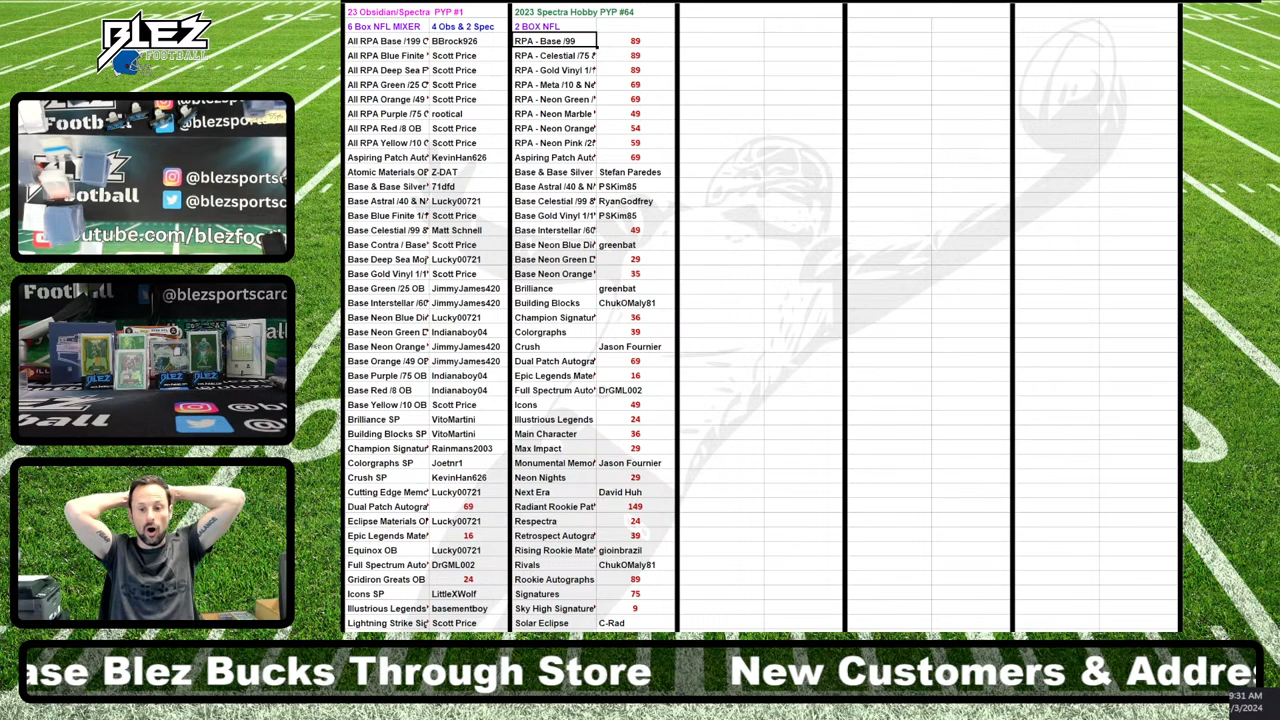 BLEZ
FOOTBALL
Football
@blezsportsc
Football
@blezsportsc
@blezsports
youtube.com/blezfootb
@blezsportscard
BLEZ
@b
ball
@
23 Obsidian/Spectra PYP #1
6 Box NFL MIXER 4 Obs & 2 Spec
All RPA Base /199 BBrock926
All RPA Blue Finite Scott Price
All RPA Deep Sea Scott Price
All RPA Green /25 Scott Price
All RPA Orange /49 Scott Price
All RPA Purple /75 rootical
All RPA Red /8 OB Scott Price
All RPA Yellow /10 Scott Price
Aspiring Patch Aut KevinHan626
Atomic Materials OB Z-DAT
Base & Base Silver 71dfd
Base Astral /40 & Lucky00721
Base Blue Finite 1/ Scott Price
Base Celestial /99 & Matt Schnell
Base Contra / Base Scott Price
Base Deep Sea Moj Lucky00721
Base Gold Vinyl 1/1 Scott Price
Base Green /25 OB JimmyJames420
Base Interstellar /60 JimmyJames420
Base Neon Blue Di Lucky00721
Base Neon Green Indianaboy04
Base Neon Orange JimmyJames420
Base Orange /49 OB JimmyJames420
Base Purple /75 OB Indianaboy04
Base Red /8 OB Indianaboy04
Base Yellow /10 OB Scott Price
Brilliance SP VitoMartini
Building Blocks SP VitoMartini
Champion Signatur Rainmans2003
Colorgraphs SP Joetnr1
Crush SP KevinHan626
Cutting Edge Memo Lucky00721
Dual Patch Autogra 69
Eclipse Materials Lucky00721
Epic Legends Mate 16
Equinox OB Lucky00721
Full Spectrum Auto DrGML002
Gridiron Greats OB 24
Icons SP LittleXWolf
Illustrious Legends basementboy
Lightning Strike Sig Scott Price
2023 Spectra Hobby PYP #64
2 BOX NFL
RPA - Base /99 89
RPA - Celestial /75 & 89
RPA - Gold Vinyl 1/ 89
RPA - Meta /10 & Ne 69
RPA - Neon Green / 69
RPA - Neon Marble 49
RPA - Neon Orange 54
RPA - Neon Pink /2 59
Aspiring Patch Auto 69
Base & Base Silver Stefan Paredes
Base Astral /40 & N PSKim85
Base Celestial /99 & RyanGodfrey
Base Gold Vinyl 1/1 PSKim85
Base Interstellar /60 49
Base Neon Blue Di greenbat
Base Neon Green 29
Base Neon Orange 35
Brilliance greenbat
Building Blocks ChukOMaly81
Champion Signatur 36
Colorgraphs 39
Crush Jason Fournier
Dual Patch Autogra 69
Epic Legends Mate 16
Full Spectrum Auto DrGML002
Icons 49
Illustrious Legends 24
Main Character 36
Max Impact 29
Monumental Memo Jason Fournier
Neon Nights 29
Next Era David Huh
Radiant Rookie Pat 149
Respectra 24
Retrospect Autogra 39
Rising Rookie Mate gioinbrazil
Rivals ChukOMaly81
Rookie Autographs 89
Signatures 75
Sky High Signature 9
Solar Eclipse C-Rad
ase Blez Bucks Through Store New Customers & Addre
9:31 AM
/3/2024